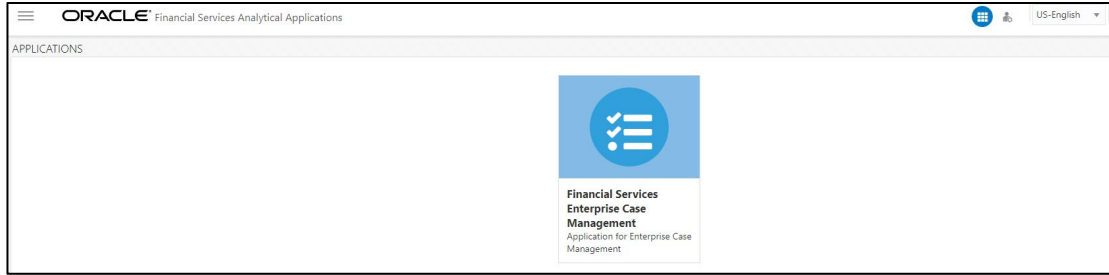 ORACLE® Financial Services Analytical Applications
US-English
APPLICATIONS
Financial Services
Enterprise Case
Management
Application for Enterprise Case
Management